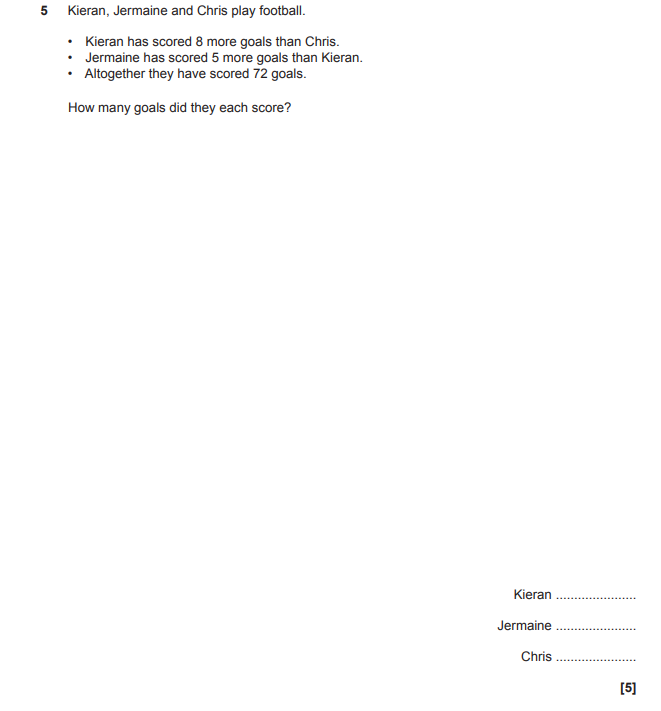 5 Kieran, Jermaine and Chris play football.
• Kieran has scored 8 more goals than Chris.
• Jermaine has scored 5 more goals than Kieran.
• Altogether they have scored 72 goals.
How many goals did they each score?
Kieran ......................
Jermaine ......................
Chris ......................
[5]